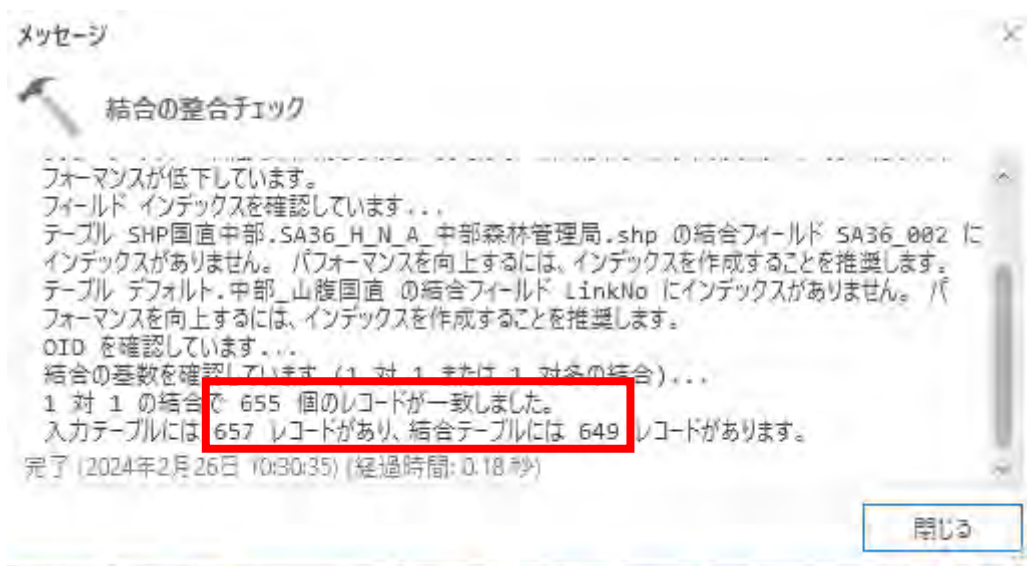 メッセージ
結合の整合チェック
フォーマンスが低下しています。
フィールド インデックスを確認しています...
テーブル SHP国直中部.SA36_H_N_A_中部森林管理局.shp の結合フィールド SA36_002 に
インデックスがありません。 パフォーマンスを向上するには、インデックスを作成することを推奨します。
テーブル デフォルト.中部_山腹国直 の結合フィールド LinkNo にインデックスがありません。 パ
フォーマンスを向上するには、インデックスを作成することを推奨します。
OID を確認しています...
結合の基数を確認しています (1 対 1 または 1 対多の結合)...
1 対 1 の結合で 655 個のレコードが一致しました。
入力テーブルには 657 レコードがあり、結合テーブルには 649 レコードがあります。
完了 (2024年2月26日 10:30:35) (経過時間: 0.18 秒)
閉じる